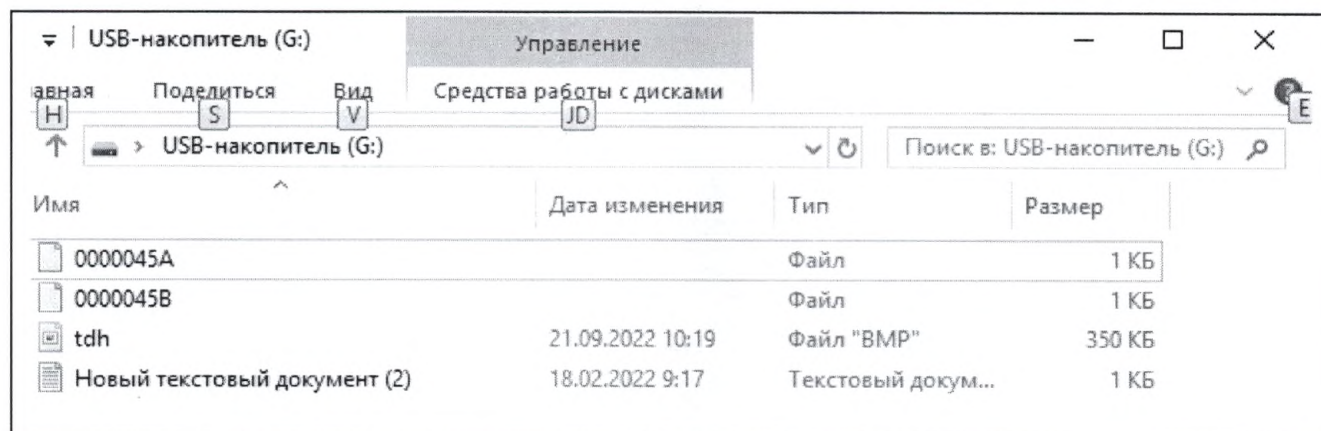 USB-накопитель (G:) Управление
авная Поделиться Вид Средства работы с дисками
H S V JD E
USB-накопитель (G:) Поиск в: USB-накопитель (G:)
Имя Дата изменения Тип Размер
0000045A Файл 1 КБ
0000045B Файл 1 КБ
tdh 21.09.2022 10:19 Файл "BMP" 350 КБ
Новый текстовый документ (2) 18.02.2022 9:17 Текстовый докум... 1 КБ